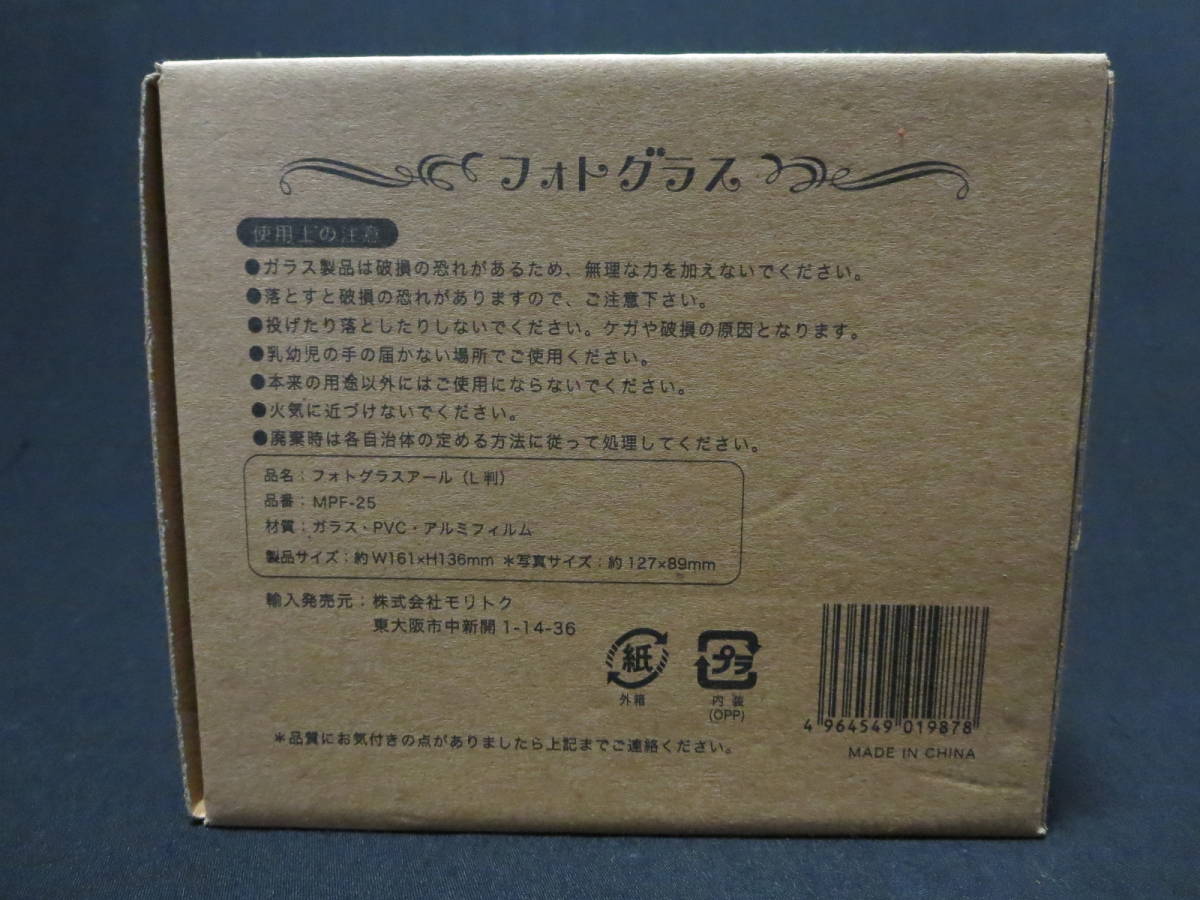 フォトグラス
使用上の注意
●ガラス製品は破損の恐れがあるため、無理な力を加えないでください。
●落とすと破損の恐れがありますので、ご注意下さい。
●投げたり落としたりしないでください。ケガや破損の原因となります。
●乳幼児の手の届かない場所でご使用ください。
●本来の用途以外にはご使用にならないでください。
●火気に近づけないでください。
●廃棄時は各自治体の定める方法に従って処理してください。
品名：フォトグラスアール（L判）
品番：MPF-25
材質：ガラス・PVC・アルミフィルム
製品サイズ：約W161×H136mm ＊写真サイズ：約127×89mm
輸入発売元：株式会社モリトク
東大阪市中新開1-14-36
紙
外箱
プラ
内装
(OPP)
4 964549 019878
MADE IN CHINA
＊品質にお気付きの点がありましたら上記までご連絡ください。